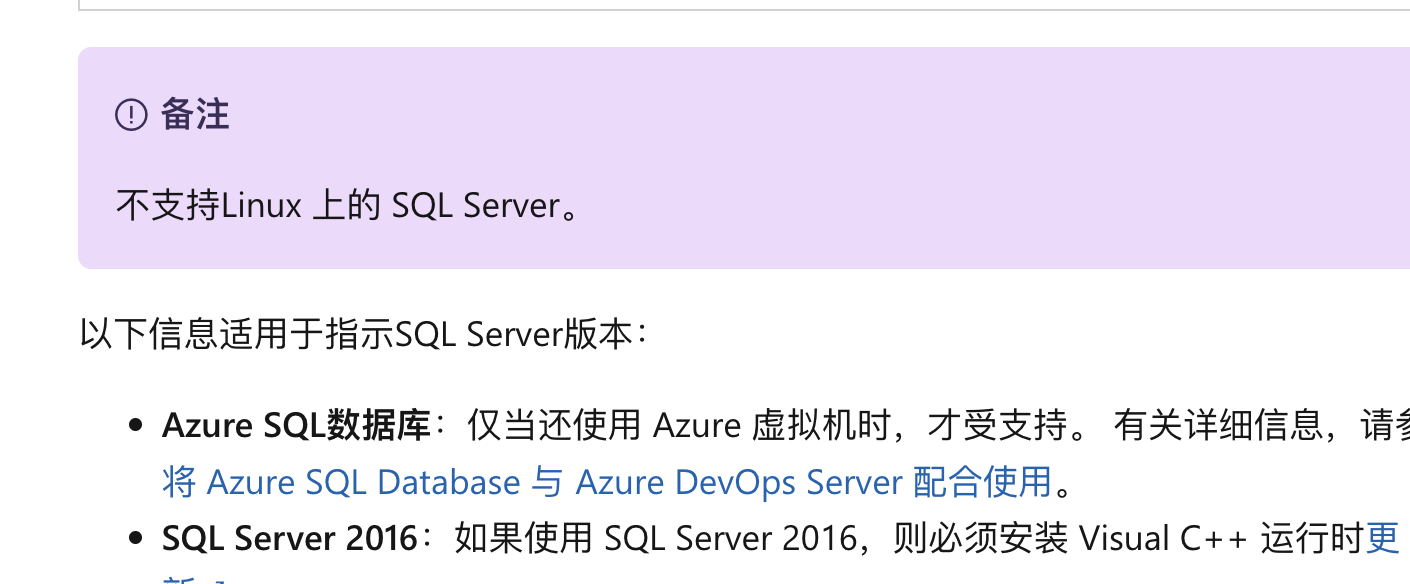 备注
不支持Linux 上的 SQL Server。
以下信息适用于指示SQL Server版本：
• Azure SQL数据库：仅当还使用 Azure 虚拟机时，才受支持。 有关详细信息，请参
将 Azure SQL Database 与 Azure DevOps Server 配合使用。
• SQL Server 2016：如果使用 SQL Server 2016，则必须安装 Visual C++ 运行时更